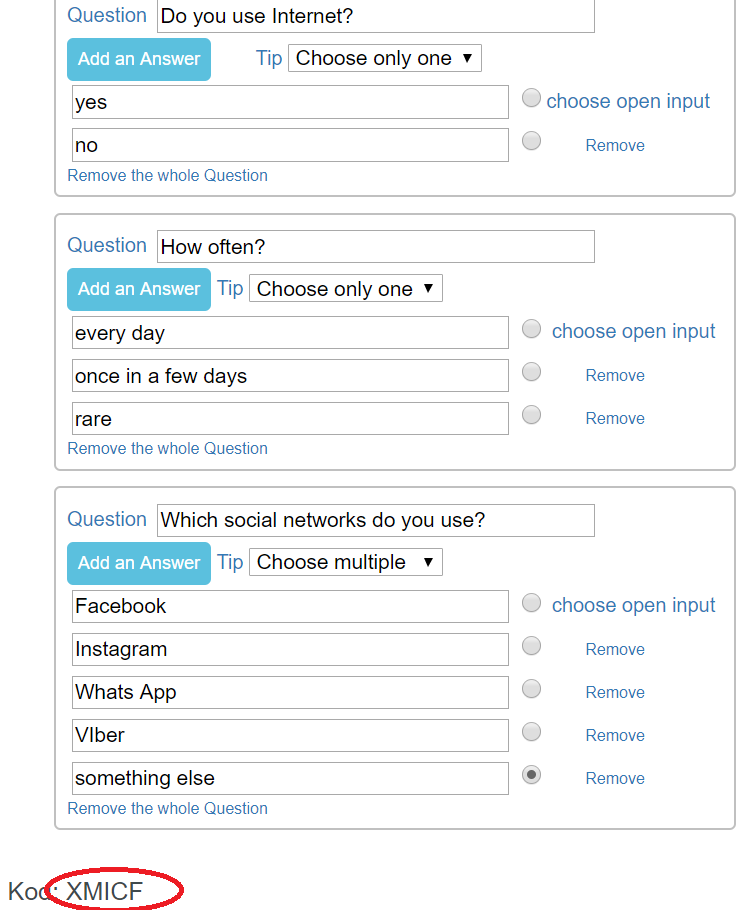 Question Do you use Internet?
Add an Answer Tip Choose only one
yes choose open input
no Remove
Remove the whole Question
Question How often?
Add an Answer Tip Choose only one
every day choose open input
once in a few days Remove
rare Remove
Remove the whole Question
Question Which social networks do you use?
Add an Answer Tip Choose multiple
Facebook choose open input
Instagram Remove
Whats App Remove
VIber Remove
something else Remove
Remove the whole Question
Kod: XMICF